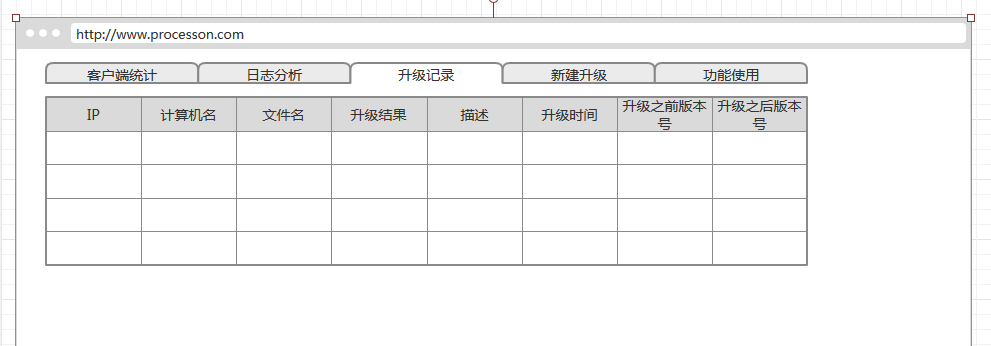 http://www.processon.com
客户端统计
日志分析
升级记录
新建升级
功能使用
IP
计算机名
文件名
升级结果
描述
升级时间
升级之前版本
号
升级之后版本
号